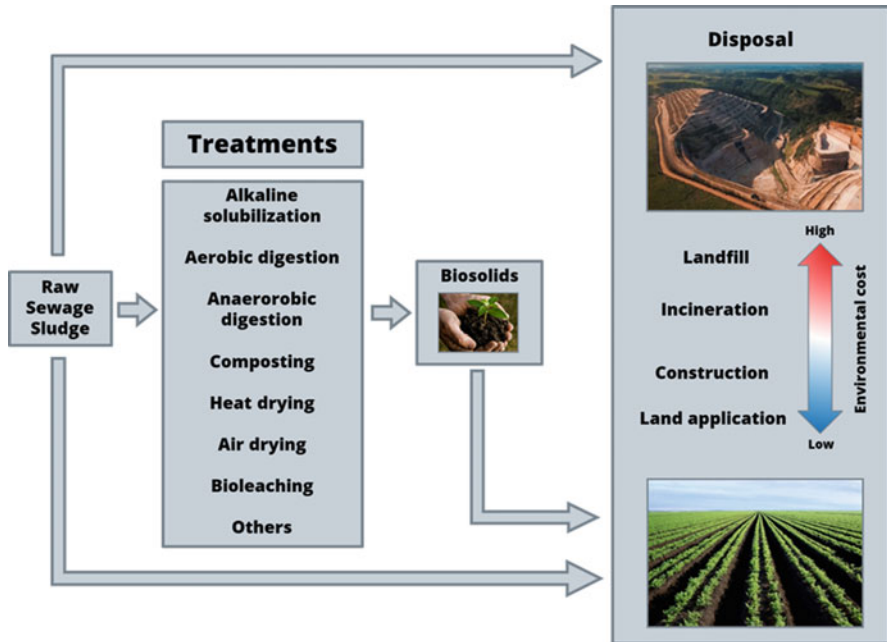 Disposal
Treatments
Alkaline
solubilization
Aerobic digestion
Anaerorobic
digestion
Composting
Heat drying
Air drying
Bioleaching
Others
Raw
Sewage
Sludge
Biosolids
High
Landfill
Incineration
Construction
Land application
Low
Environmental cost